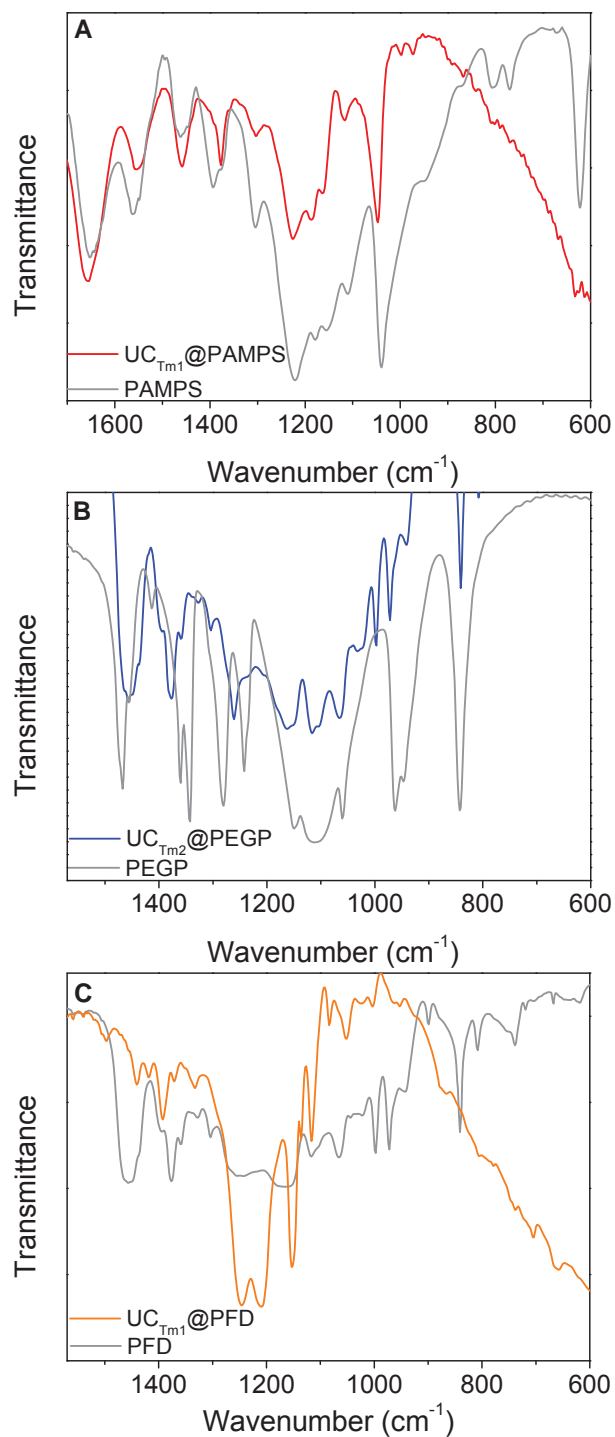 A
Transmittance
UCTm1@PAMPS
PAMPS
1600 1400 1200 1000 800 600
Wavenumber (cm-1)
B
Transmittance
UCTm2@PEGP
PEGP
1400 1200 1000 800 600
Wavenumber (cm-1)
C
Transmittance
UCTm1@PFD
PFD
1400 1200 1000 800 600
Wavenumber (cm-1)